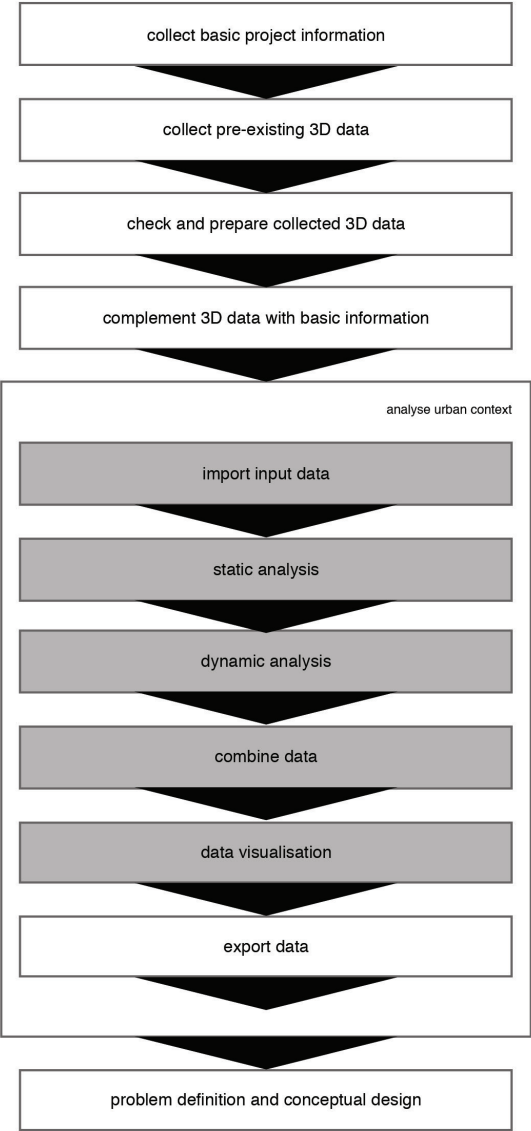 collect basic project information
collect pre-existing 3D data
check and prepare collected 3D data
complement 3D data with basic information
analyse urban context
import input data
static analysis
dynamic analysis
combine data
data visualisation
export data
problem definition and conceptual design